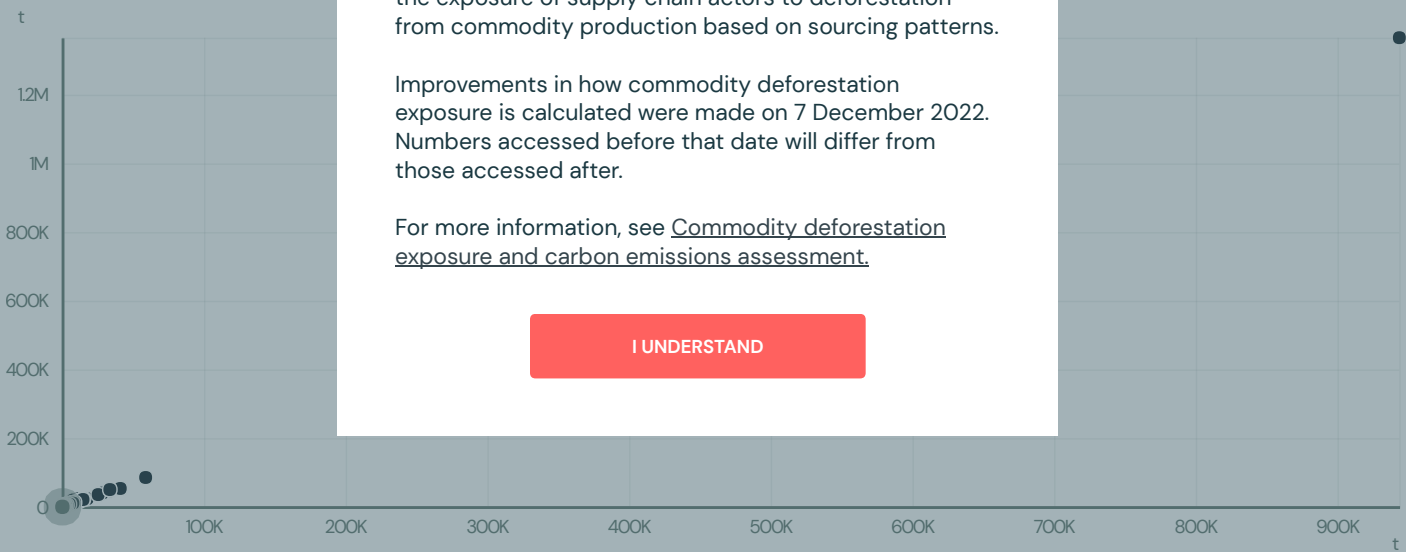 t
the exposure of supply chain actors to deforestation
from commodity production based on sourcing patterns.
Improvements in how commodity deforestation
exposure is calculated were made on 7 December 2022.
Numbers accessed before that date will differ from
those accessed after.
For more information, see Commodity deforestation
exposure and carbon emissions assessment.
I UNDERSTAND
1.2M
1M
800K
600K
400K
200K
0
100K 200K 300K 400K 500K 600K 700K 800K 900K
t